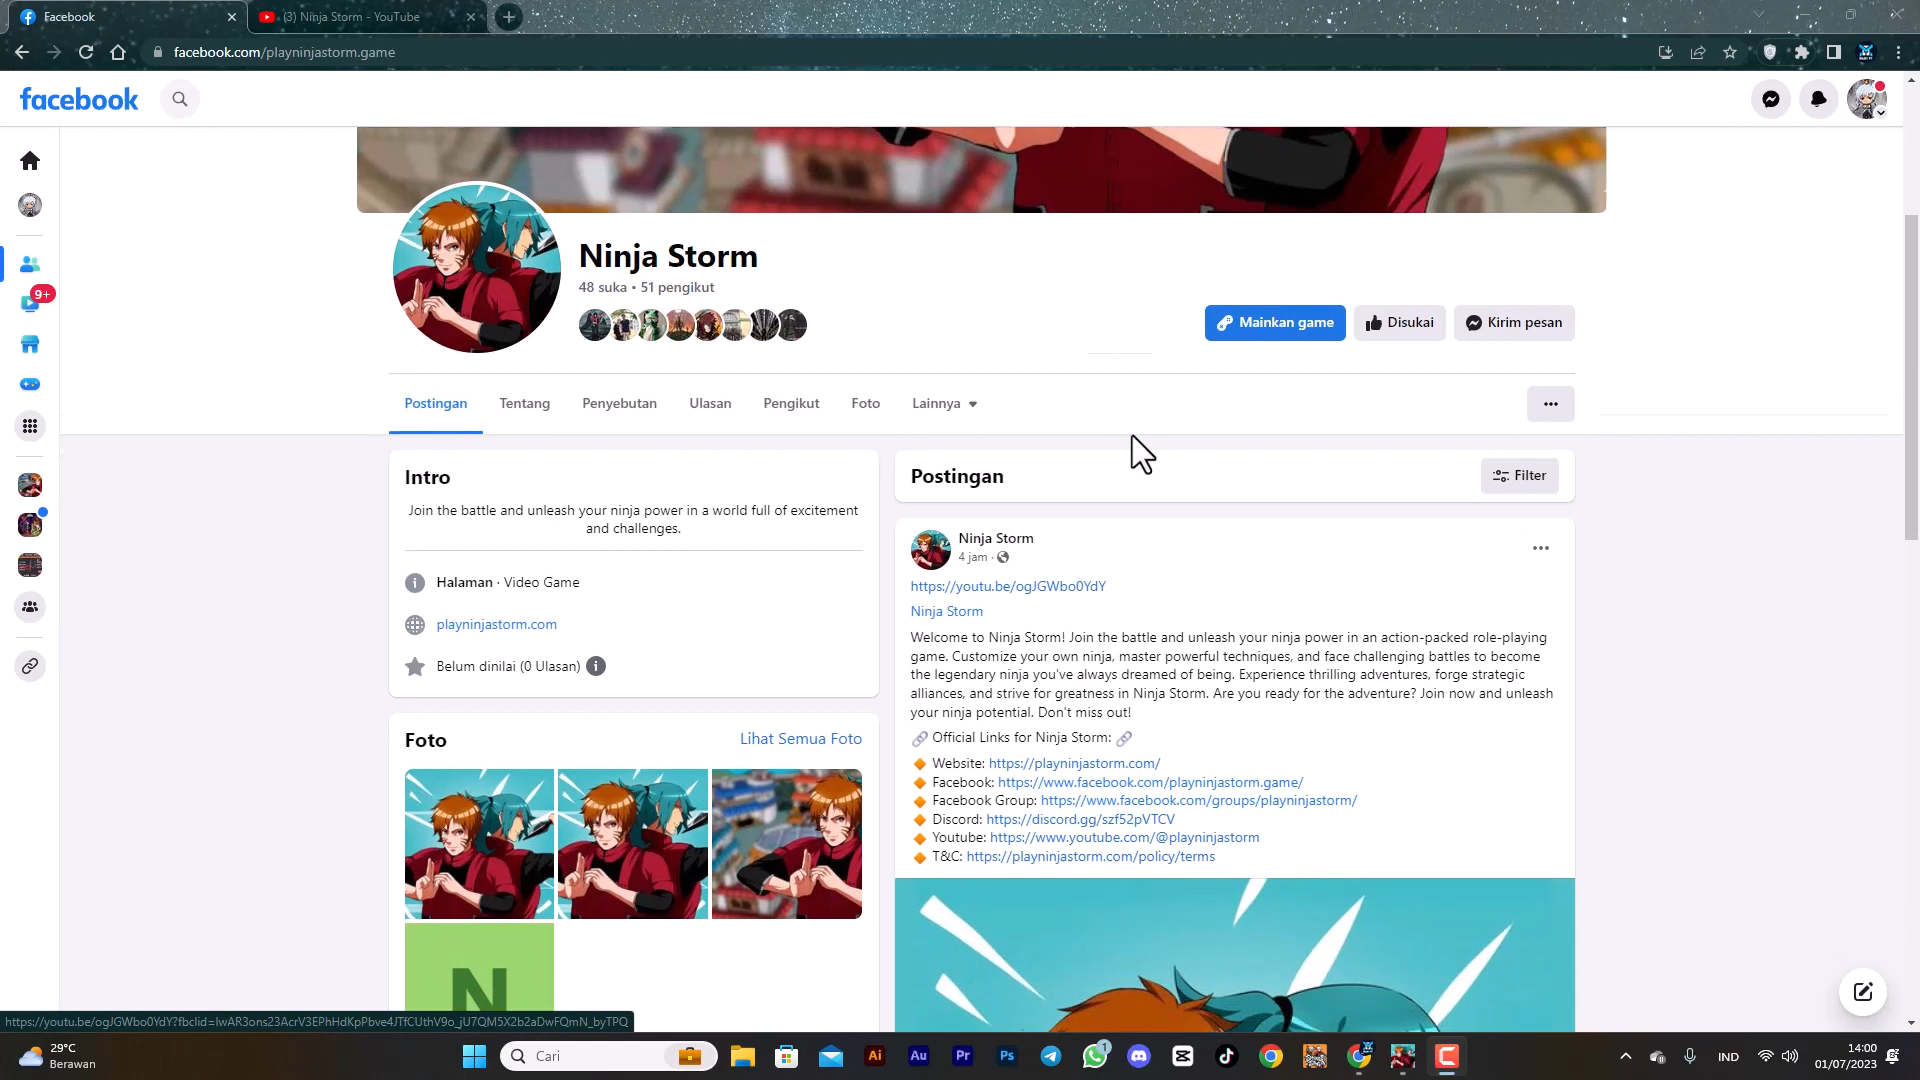 Facebook
(3) Ninja Storm - YouTube
facebook.com/playninjastorm.game
facebook
9+
Ninja Storm
48 suka • 51 pengikut
Mainkan game
Disukai
Kirim pesan
Postingan
Tentang
Penyebutan
Ulasan
Pengikut
Foto
Lainnya
Intro
Join the battle and unleash your ninja power in a world full of excitement
and challenges.
Halaman · Video Game
playninjastorm.com
Belum dinilai (0 Ulasan)
Foto
Lihat Semua Foto
N
Postingan
Filter
Ninja Storm
4 jam ·
https://youtu.be/ogJGWbo0YdY
Ninja Storm
Welcome to Ninja Storm! Join the battle and unleash your ninja power in an action-packed role-playing
game. Customize your own ninja, master powerful techniques, and face challenging battles to become
the legendary ninja you've always dreamed of being. Experience thrilling adventures, forge strategic
alliances, and strive for greatness in Ninja Storm. Are you ready for the adventure? Join now and unleash
your ninja potential. Don't miss out!
Official Links for Ninja Storm:
Website: https://playninjastorm.com/
Facebook: https://www.facebook.com/playninjastorm.game/
Facebook Group: https://www.facebook.com/groups/playninjastorm/
Discord: https://discord.gg/szf52pVTCV
Youtube: https://www.youtube.com/@playninjastorm
T&C: https://playninjastorm.com/policy/terms
29°C
Berawan
Cari
Ai
Au
Pr
Ps
1
IND
14:00
01/07/2023